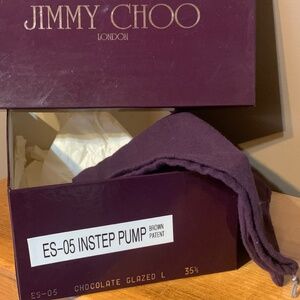 JIMMY CHOO
LONDON
ES-05 INSTEP PUMP BROWN PATENT
ES-05 CHOCOLATE GLAZED L 35½